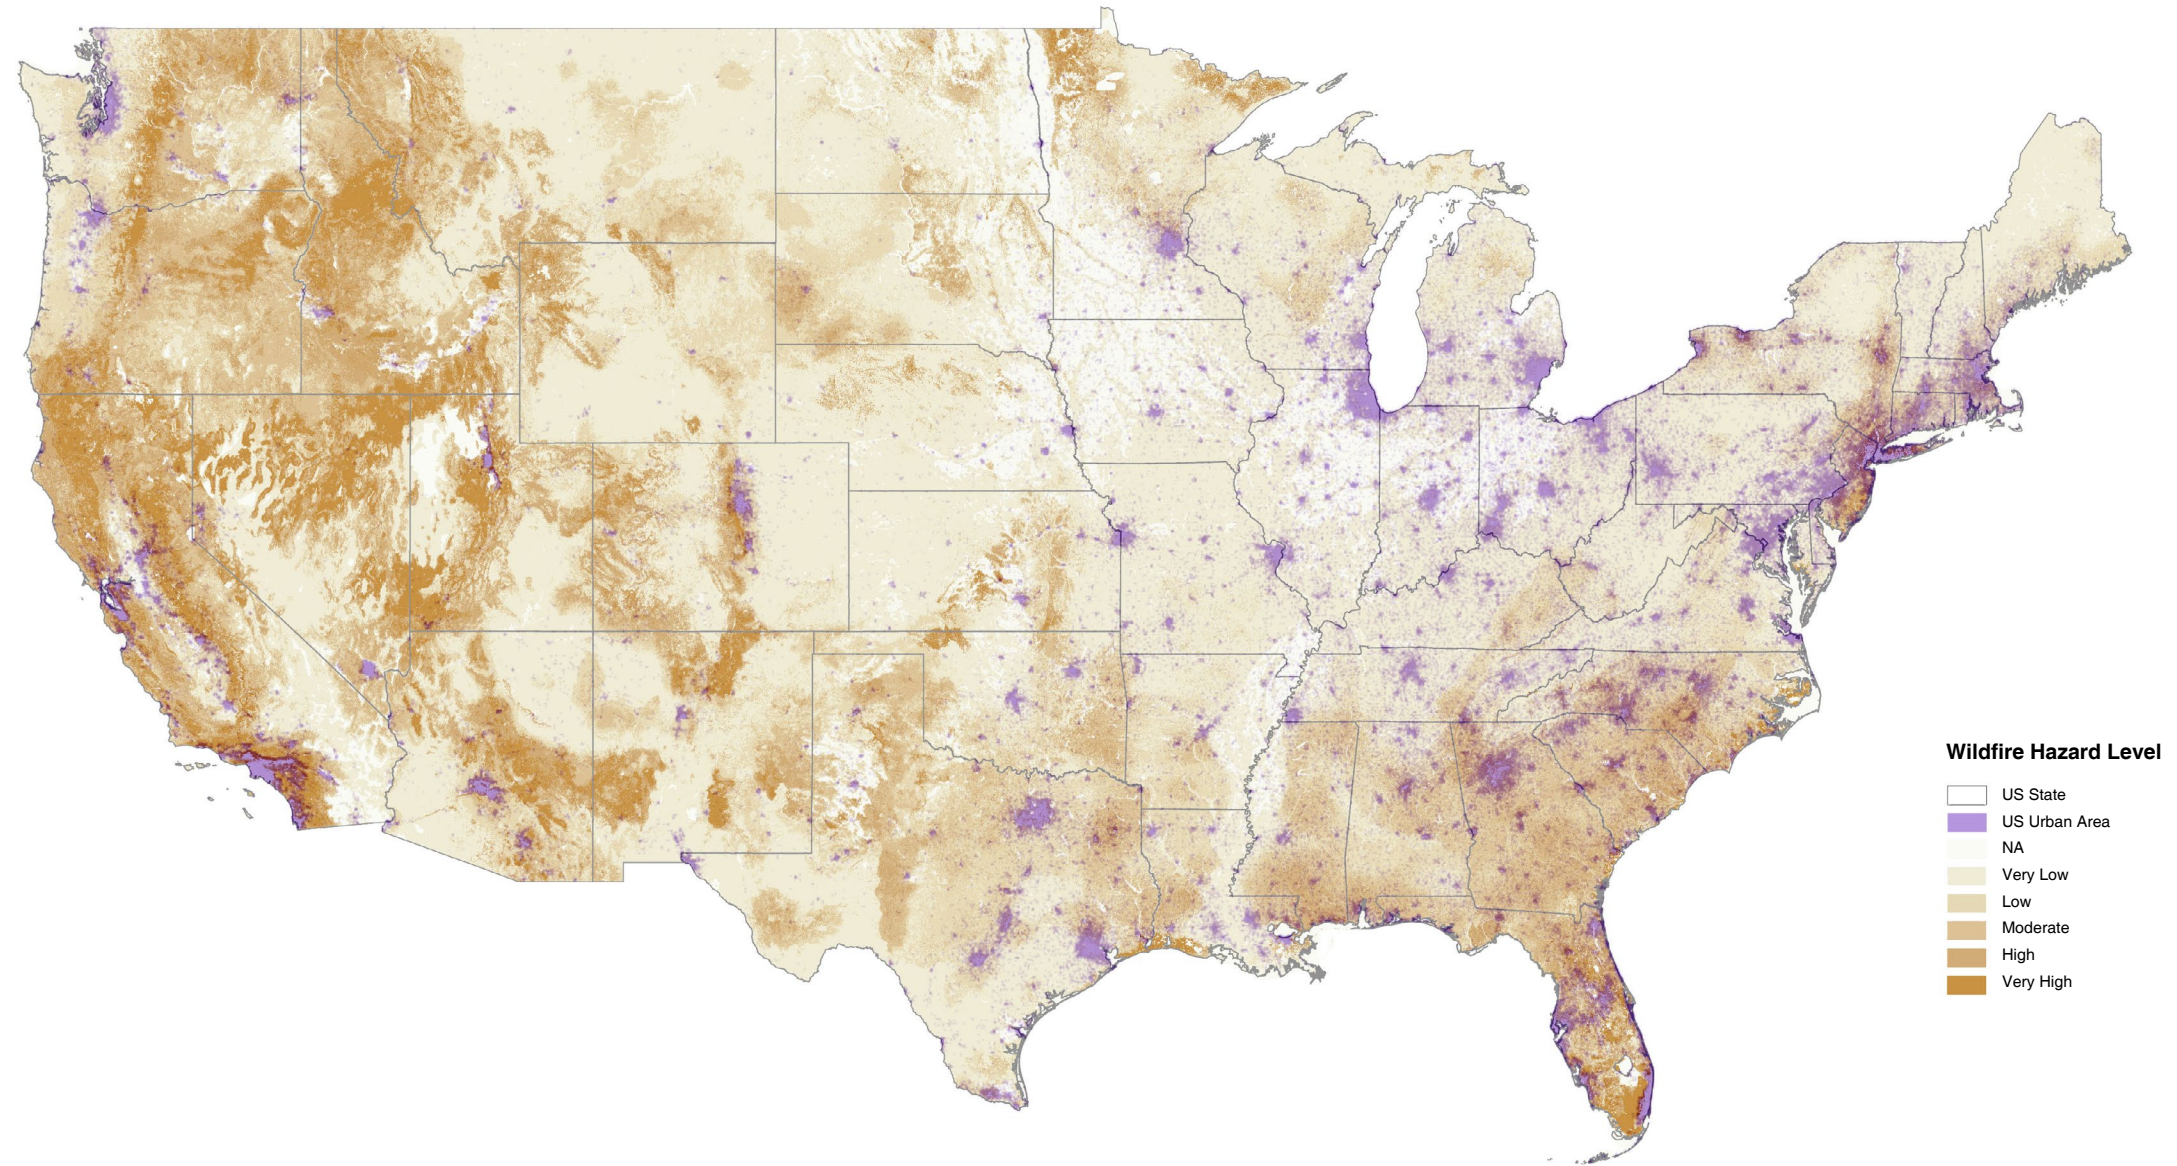 Wildfire Hazard Level
US State
US Urban Area
NA
Very Low
Low
Moderate
High
Very High